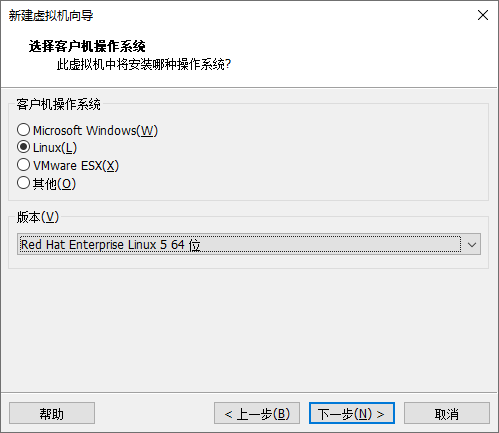 新建虚拟机向导
选择客户机操作系统
此虚拟机中将安装哪种操作系统?
客户机操作系统
Microsoft Windows(W)
Linux(L)
VMware ESX(X)
其他(O)
版本(V)
Red Hat Enterprise Linux 5 64 位
帮助
< 上一步(B)
下一步(N) >
取消